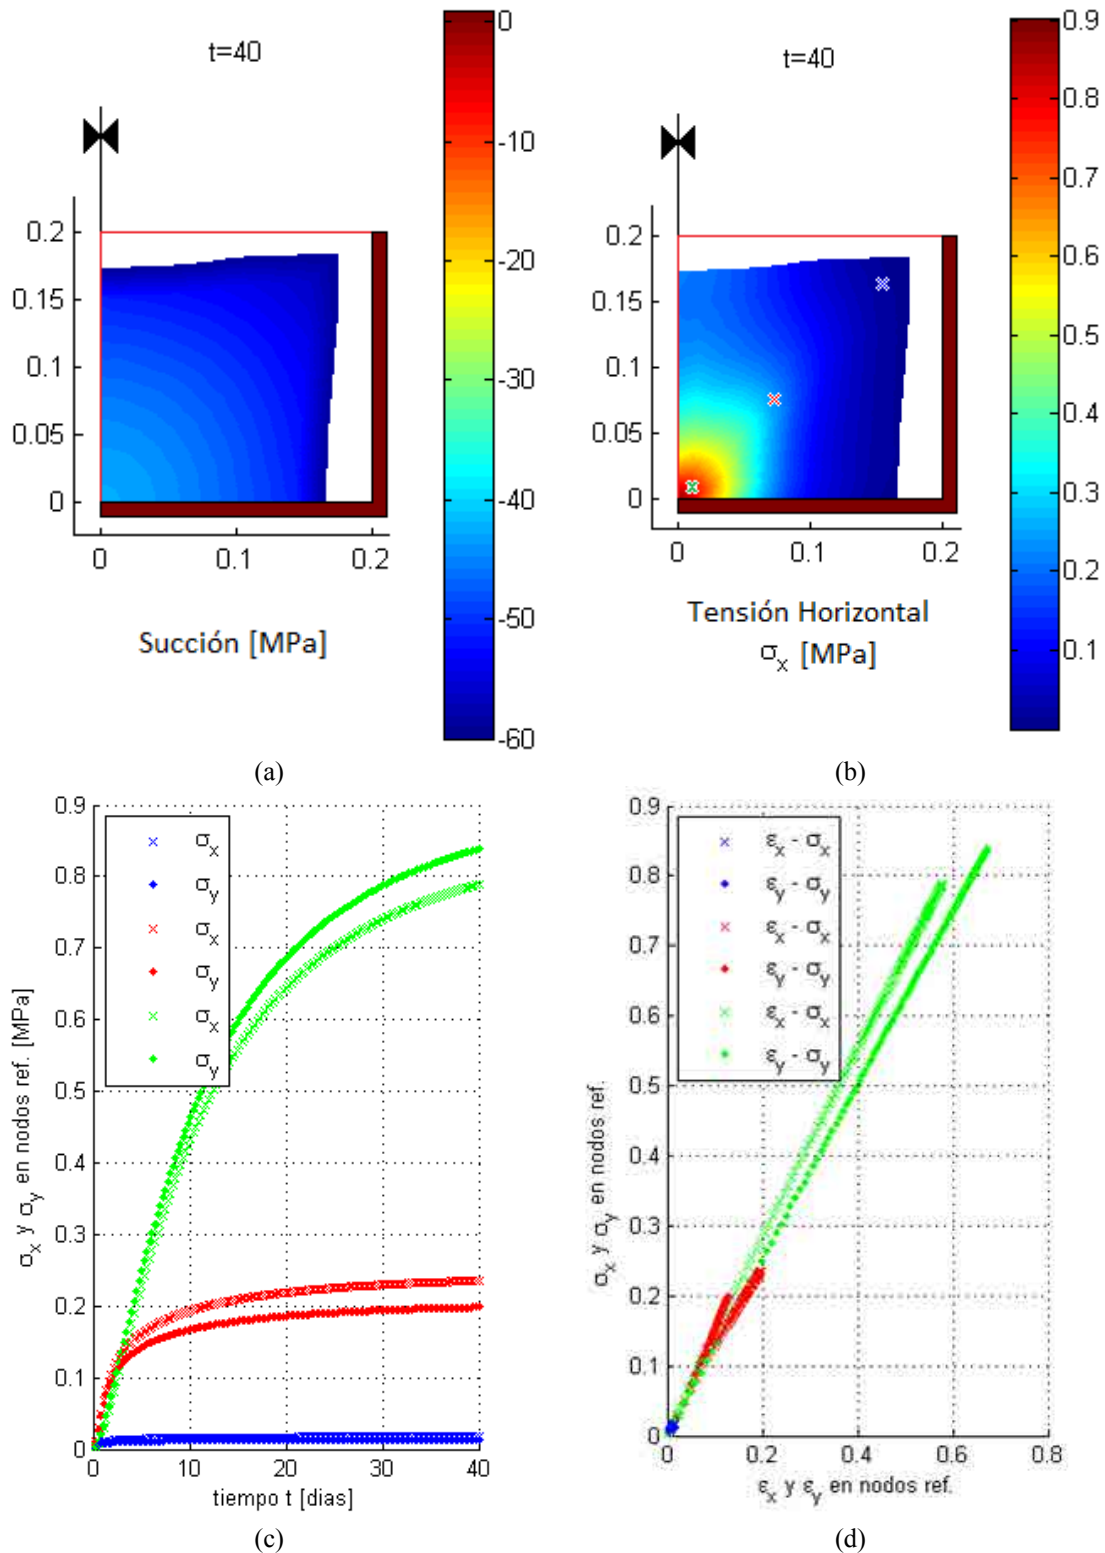 t=40
0
-10
-20
-30
-40
-50
-60
0.2
0.15
0.1
0.05
0
0
0.1
0.2
Succión [MPa]
(a)
t=40
0.9
0.8
0.7
0.6
0.5
0.4
0.3
0.2
0.1
0.2
0.15
0.1
0.05
0
0
0.1
0.2
Tensión Horizontal
σx [MPa]
(b)
0.9
0.8
0.7
0.6
0.5
0.4
0.3
0.2
0.1
0
σx y σy en nodos ref. [MPa]
σx
σy
σx
σy
σx
σy
0
10
20
30
40
tiempo t [dias]
(c)
0.9
0.8
0.7
0.6
0.5
0.4
0.3
0.2
0.1
0
σx y σy en nodos ref.
εx - σx
εy - σy
εx - σx
εy - σy
εx - σx
εy - σy
0
0.2
0.4
0.6
0.8
εx y εy en nodos ref.
(d)